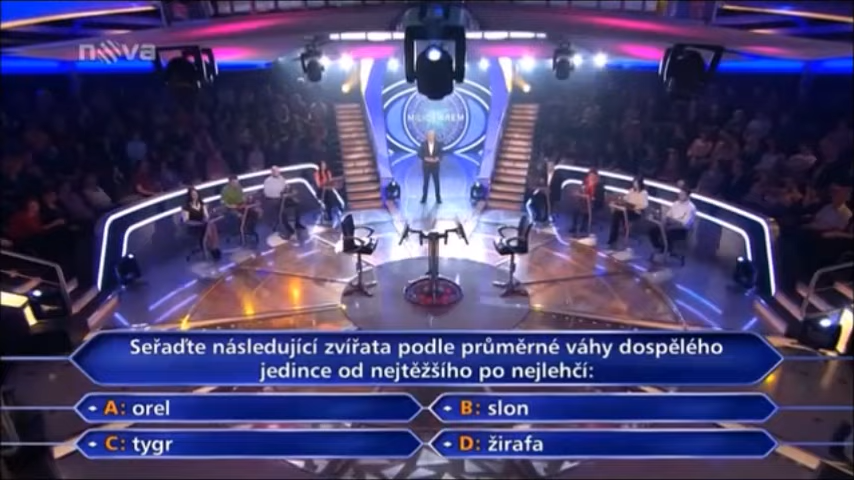 nova
MILIONÁŘEM
Seřaďte následující zvířata podle průměrné váhy dospělého
jedince od nejtěžšího po nejlehčí:
A: orel
B: slon
C: tygr
D: žirafa